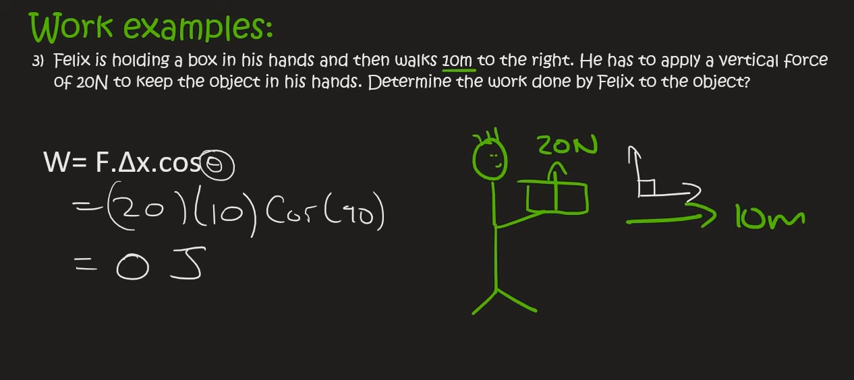 Work examples:
3) Felix is holding a box in his hands and then walks 10m to the right. He has to apply a vertical force
of 20N to keep the object in his hands. Determine the work done by Felix to the object?
W= F.Δx.cosθ
= (20)(10) Cos(90)
= 0 J
20N
10m